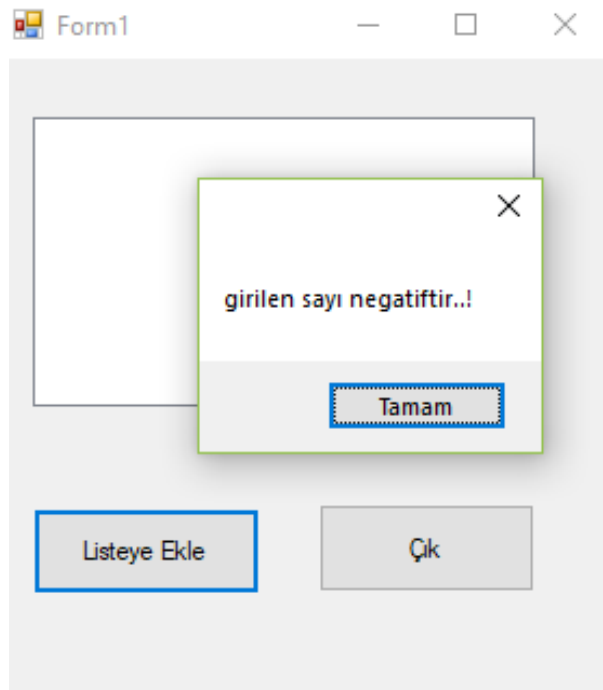 Form1
girilen sayı negatiftir..!
Tamam
Listeye Ekle
Çık